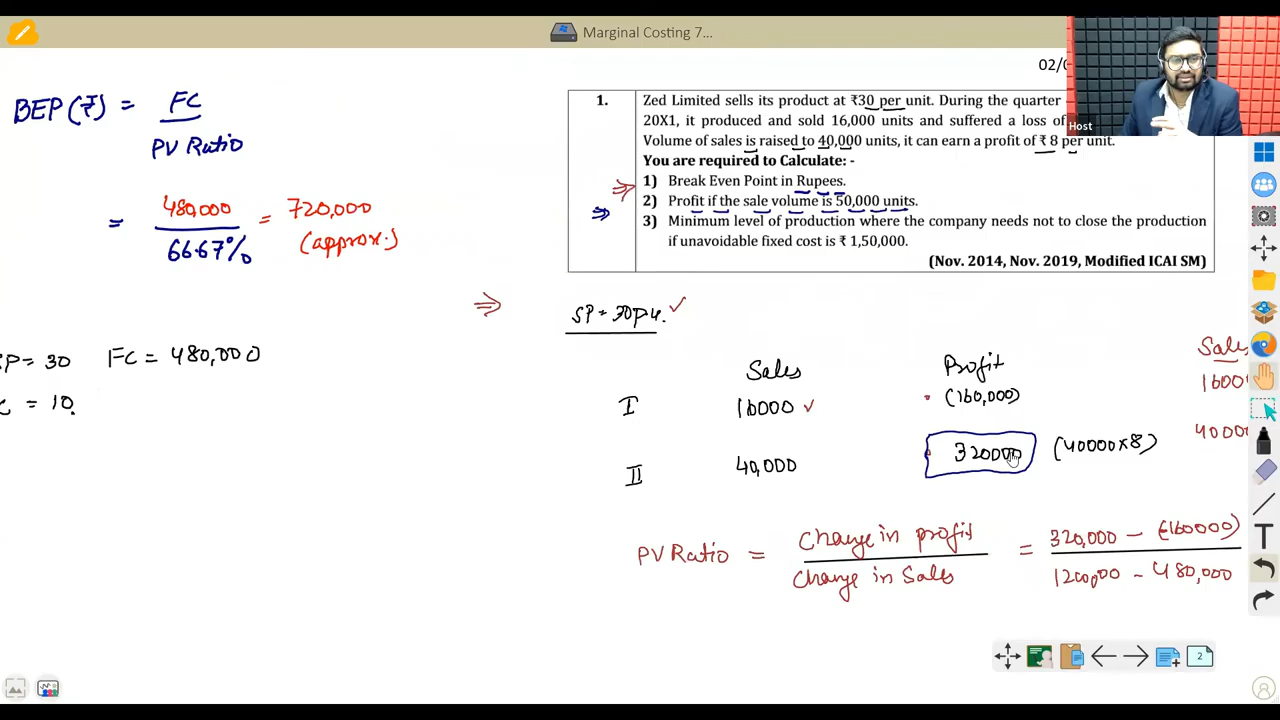 Marginal Costing 7...
02/0
Host
BEP (₹) = FC
PV Ratio
= 480,000 = 720,000
66.67% (approx.)
SP = 30 FC = 480,000
C = 10.
1. Zed Limited sells its product at ₹30 per unit. During the quarter
20X1, it produced and sold 16,000 units and suffered a loss of
Volume of sales is raised to 40,000 units, it can earn a profit of ₹ 8 per unit.
You are required to Calculate: -
1) Break Even Point in Rupees.
2) Profit if the sale volume is 50,000 units.
3) Minimum level of production where the company needs not to close the production
if unavoidable fixed cost is ₹ 1,50,000.
(Nov. 2014, Nov. 2019, Modified ICAI SM)
⇒ SP = 30 p.u. ✓
Sales Profit
I 16000 ✓ (160,000)
II 40,000 320000 (40000x8)
Sales
16000
40000
PV Ratio = Change in profit = 320,000 - (-160000)
Change in Sales 1200,000 - 480,000
T
2